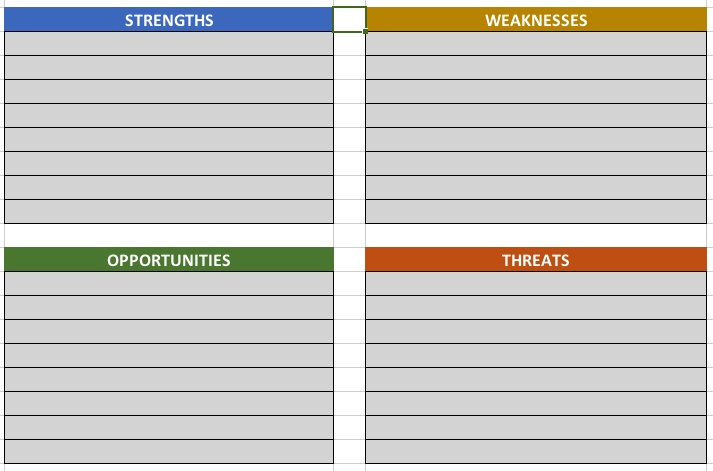 STRENGTHS
WEAKNESSES
OPPORTUNITIES
THREATS